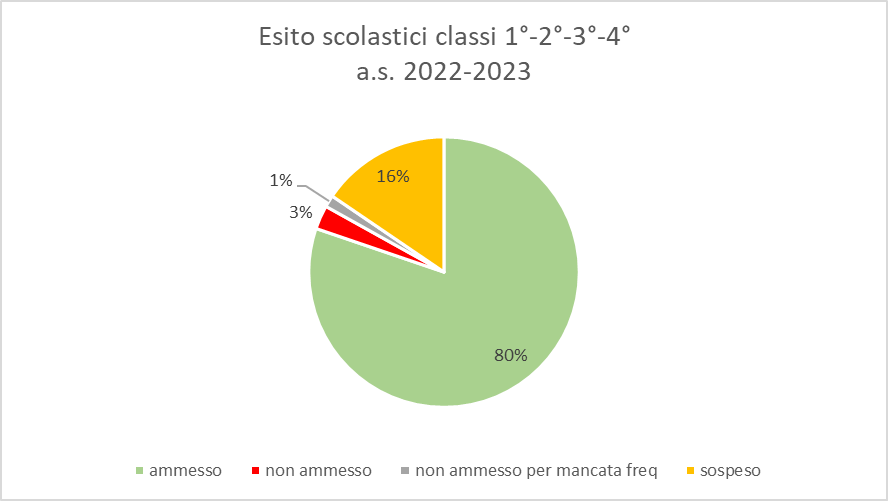 Esito scolastici classi 1°-2°-3°-4°
a.s. 2022-2023
16%
1%
3%
80%
ammesso
non ammesso
non ammesso per mancata freq
sospeso